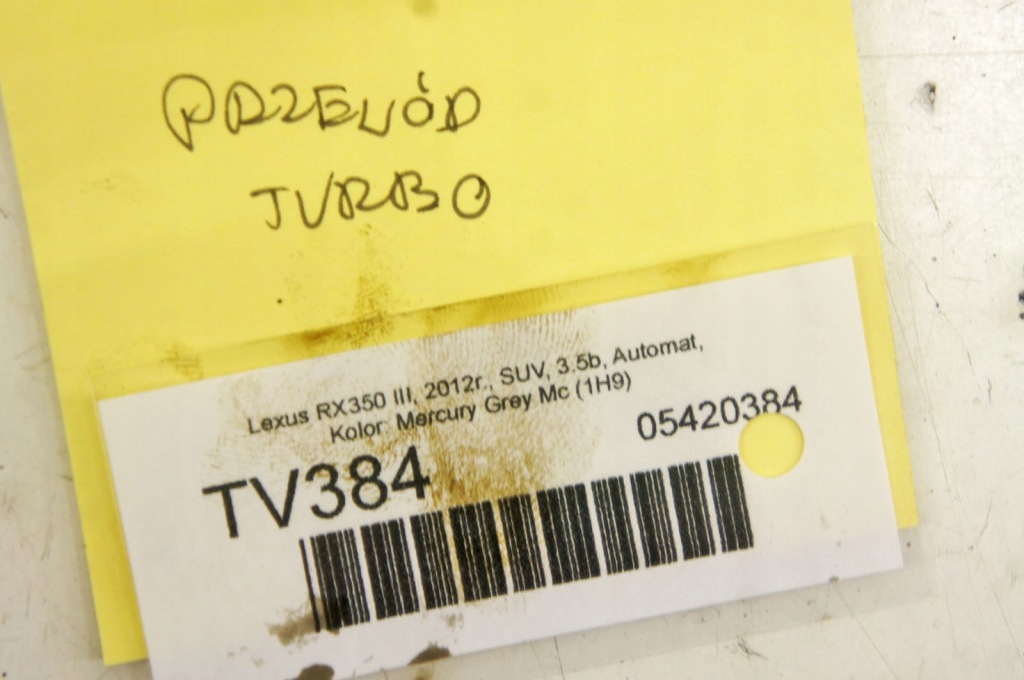 PRZEWÓD
TURBO
Lexus RX350 III, 2012r., SUV, 3.5b, Automat,
Kolor: Mercury Grey Mc (1H9)
05420384
TV384